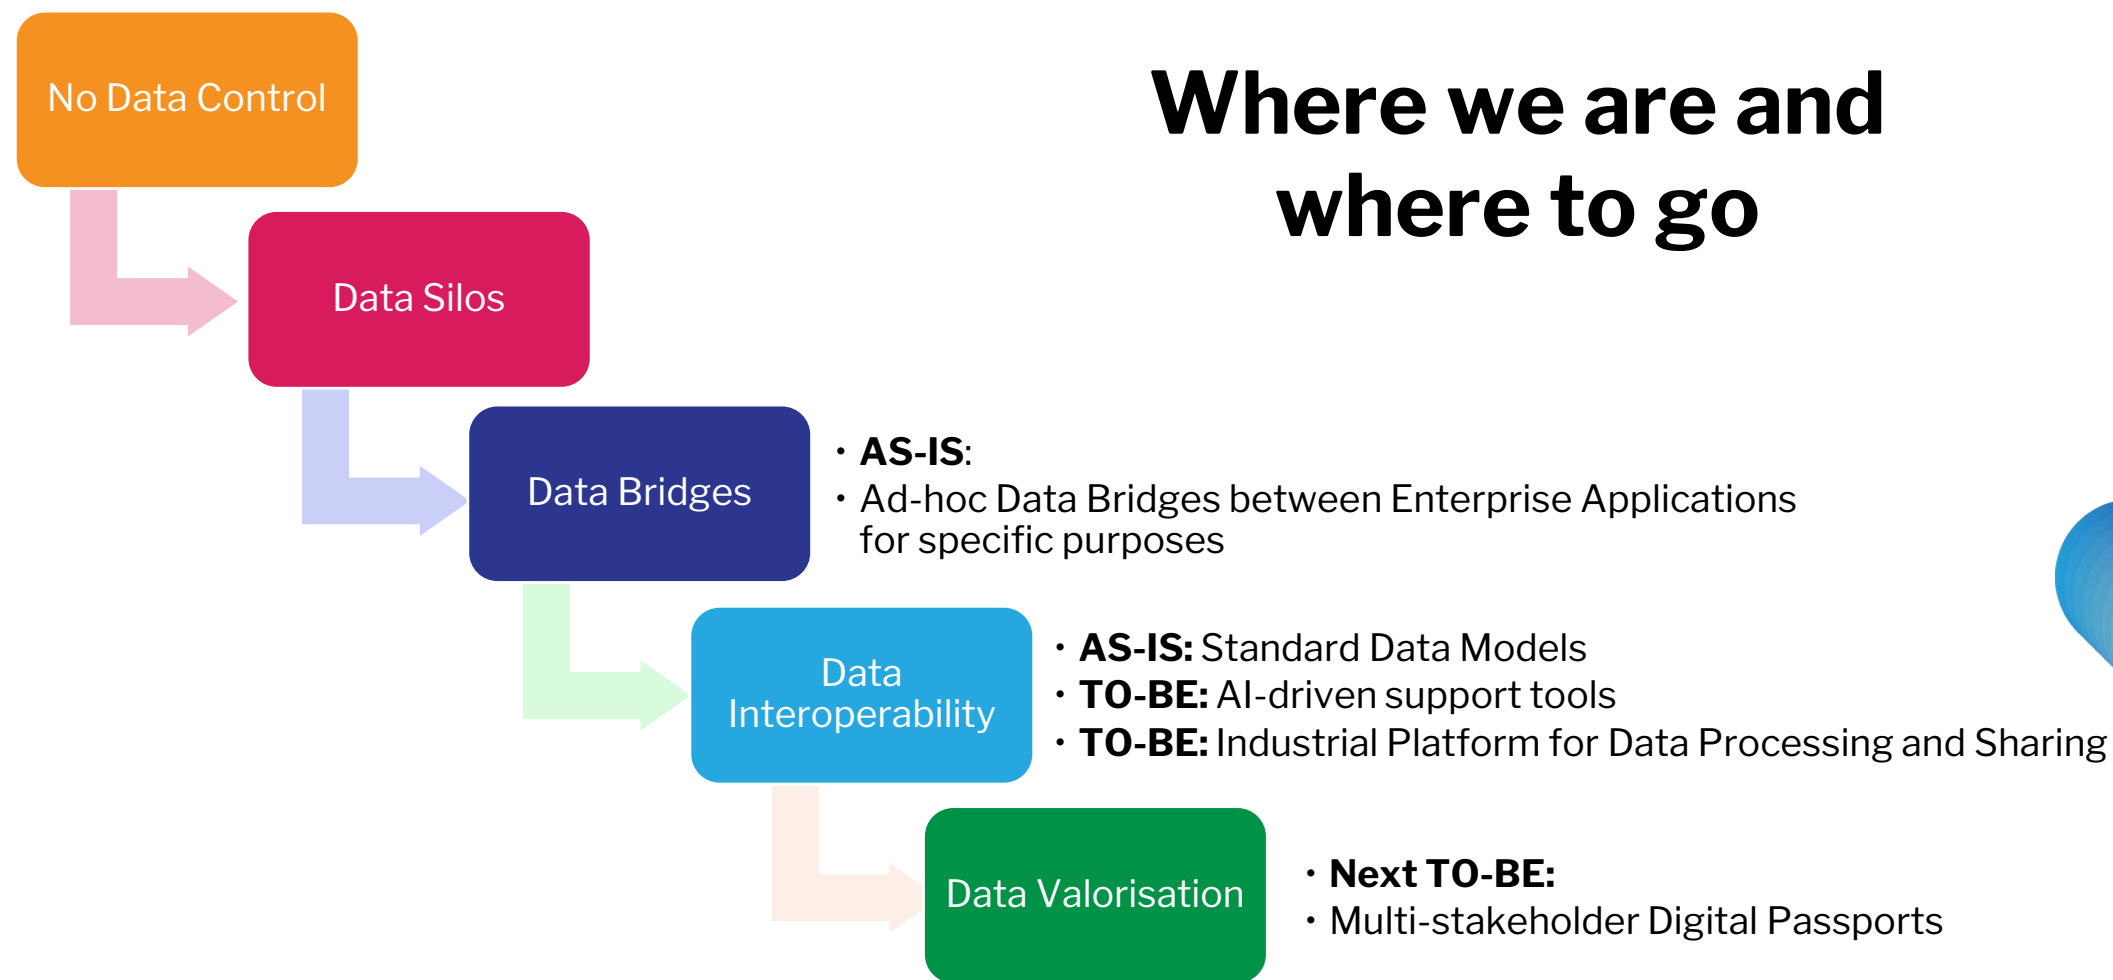 Where we are and
where to go
No Data Control
Data Silos
Data Bridges
• AS-IS:
• Ad-hoc Data Bridges between Enterprise Applications
for specific purposes
Data
Interoperability
• AS-IS: Standard Data Models
• TO-BE: AI-driven support tools
• TO-BE: Industrial Platform for Data Processing and Sharing
Data Valorisation
• Next TO-BE:
• Multi-stakeholder Digital Passports